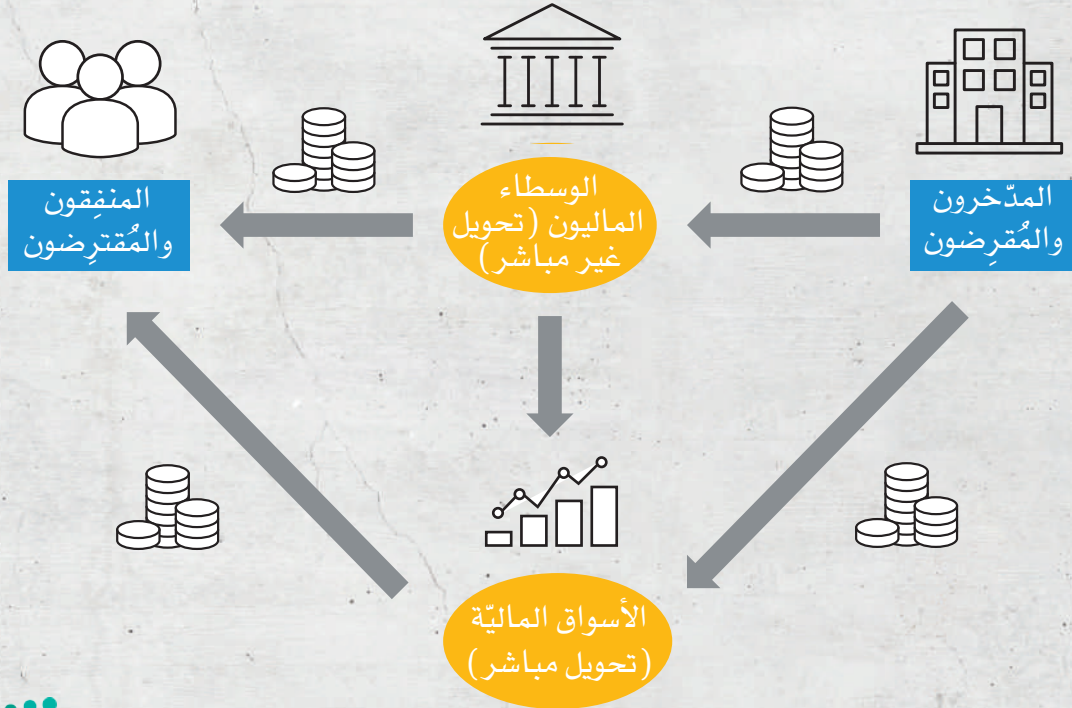 المدّخرون
والمُقرِضون
الوسطاء
الماليون (تحويل
غير مباشر)
المنفِقون
والمُقترِضون
الأسواق الماليّة
(تحويل مباشر)